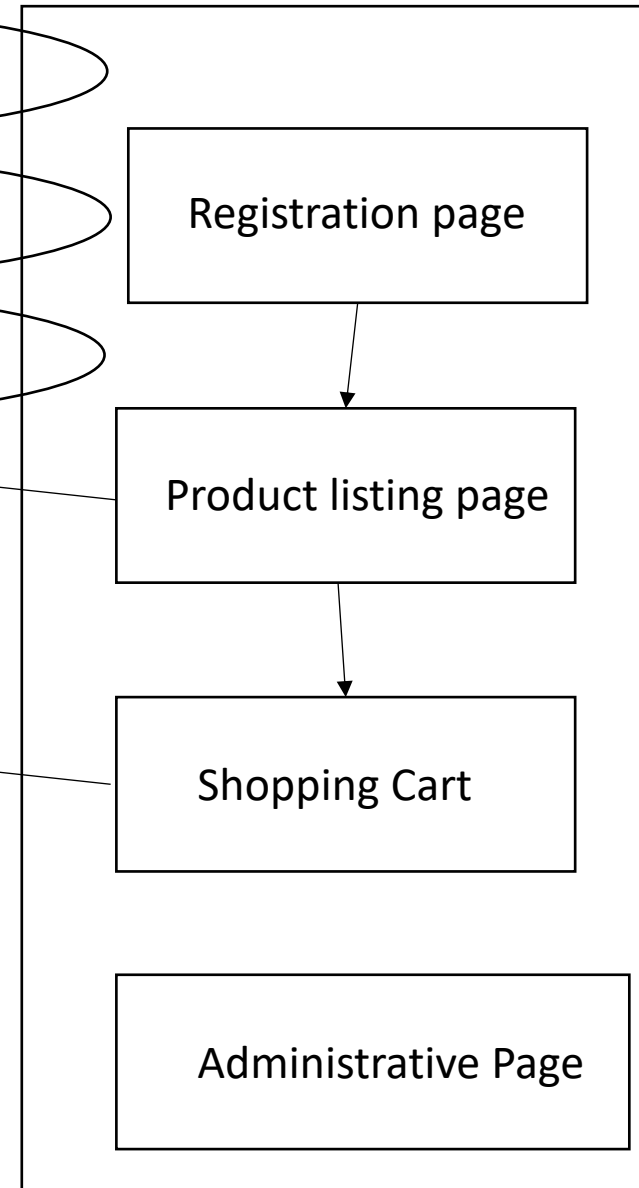 Registration page
Product listing page
Shopping Cart
Administrative Page